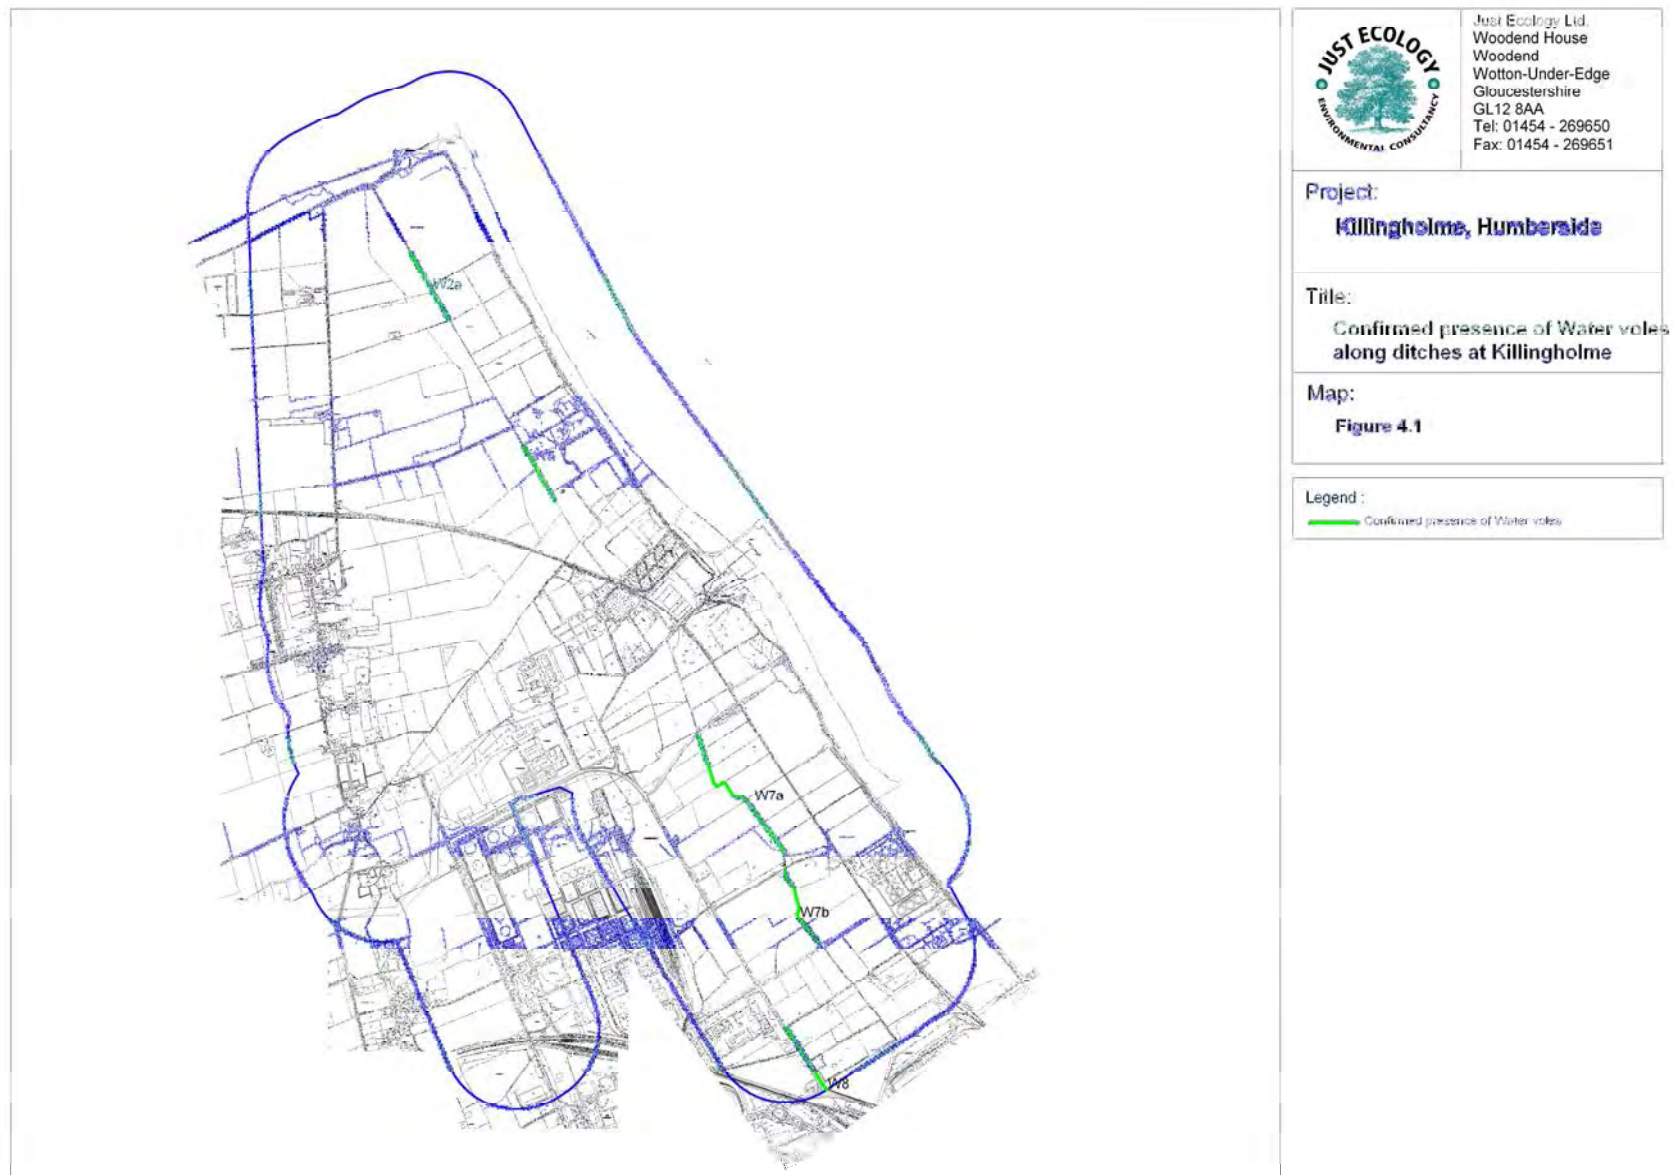 JUST ECOLOGY
ENVIRONMENTAL CONSULTANCY
Just Ecology Ltd.
Woodend House
Woodend
Wotton-Under-Edge
Gloucestershire
GL12 8AA
Tel: 01454 - 269650
Fax: 01454 - 269651
Project:
Killingholme, Humberside
Title:
Confirmed presence of Water voles
along ditches at Killingholme
Map:
Figure 4.1
Legend :
Confirmed presence of Water voles
W2a
W7a
W7b
W8